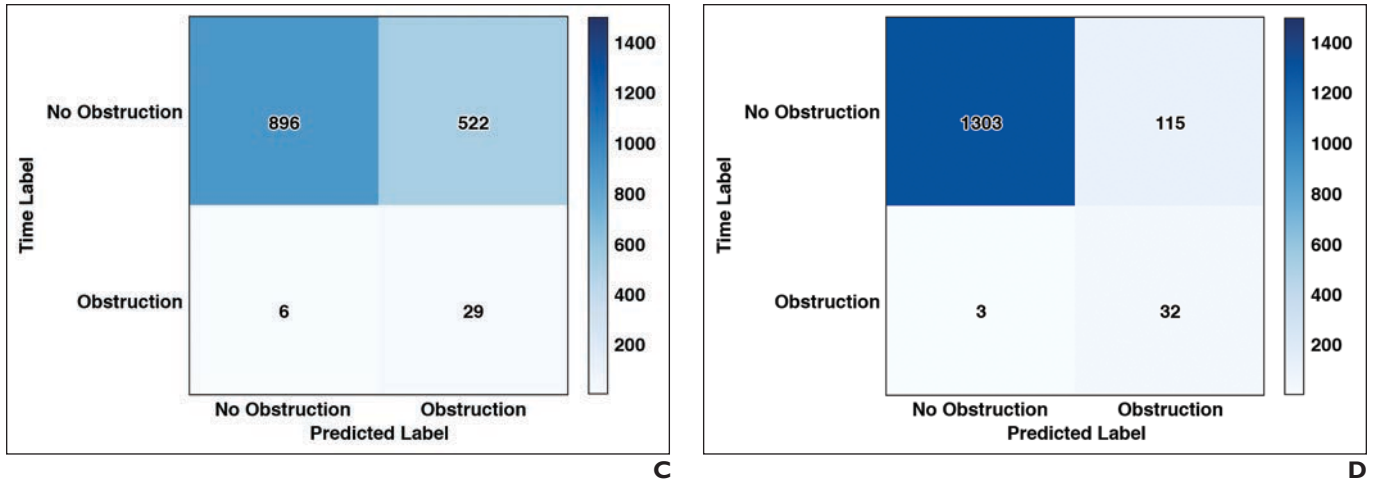 No Obstruction
Obstruction
Time Label
896
522
6
29
No Obstruction
Obstruction
Predicted Label
1400
1200
1000
800
600
400
200
C
No Obstruction
Obstruction
Time Label
1303
115
3
32
No Obstruction
Obstruction
Predicted Label
1400
1200
1000
800
600
400
200
D